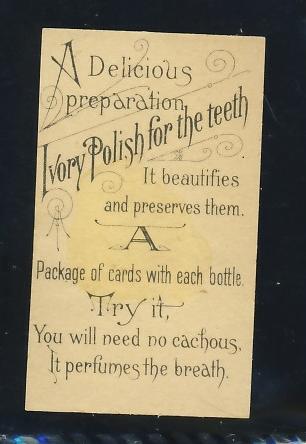 A Delicious
preparation
Ivory Polish for the teeth
It beautifies
and preserves them.
A
Package of cards with each bottle.
Try it,
You will need no cachous,
It perfumes the breath.